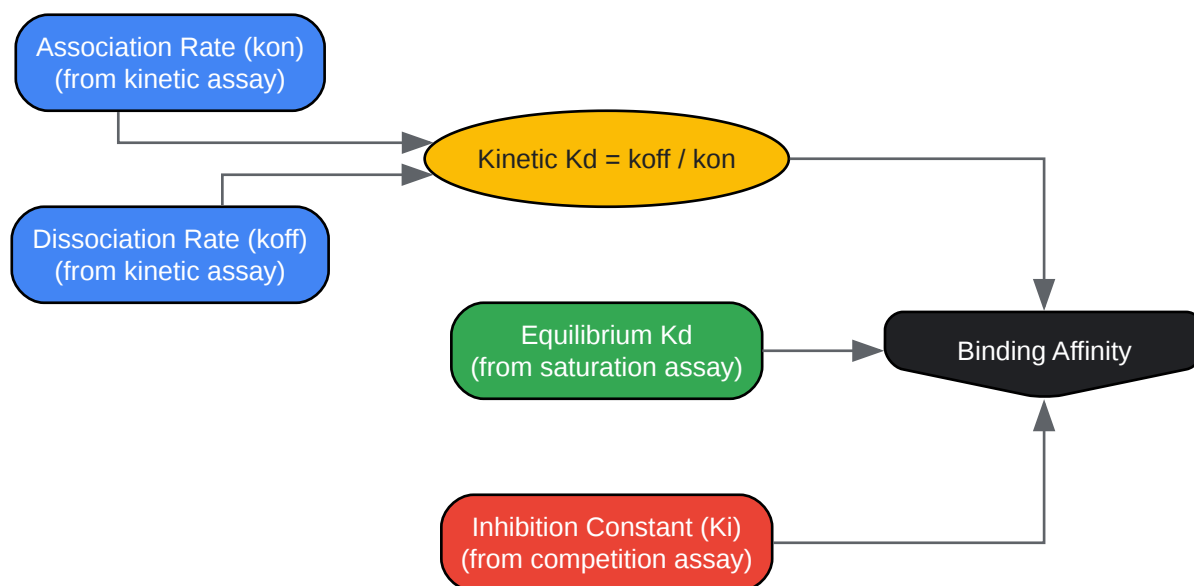 Association Rate (kon)
(from kinetic assay)
Kinetic Kd = koff / kon
Dissociation Rate (koff)
(from kinetic assay)
Equilibrium Kd
(from saturation assay)
Binding Affinity
Inhibition Constant (Ki)
(from competition assay)